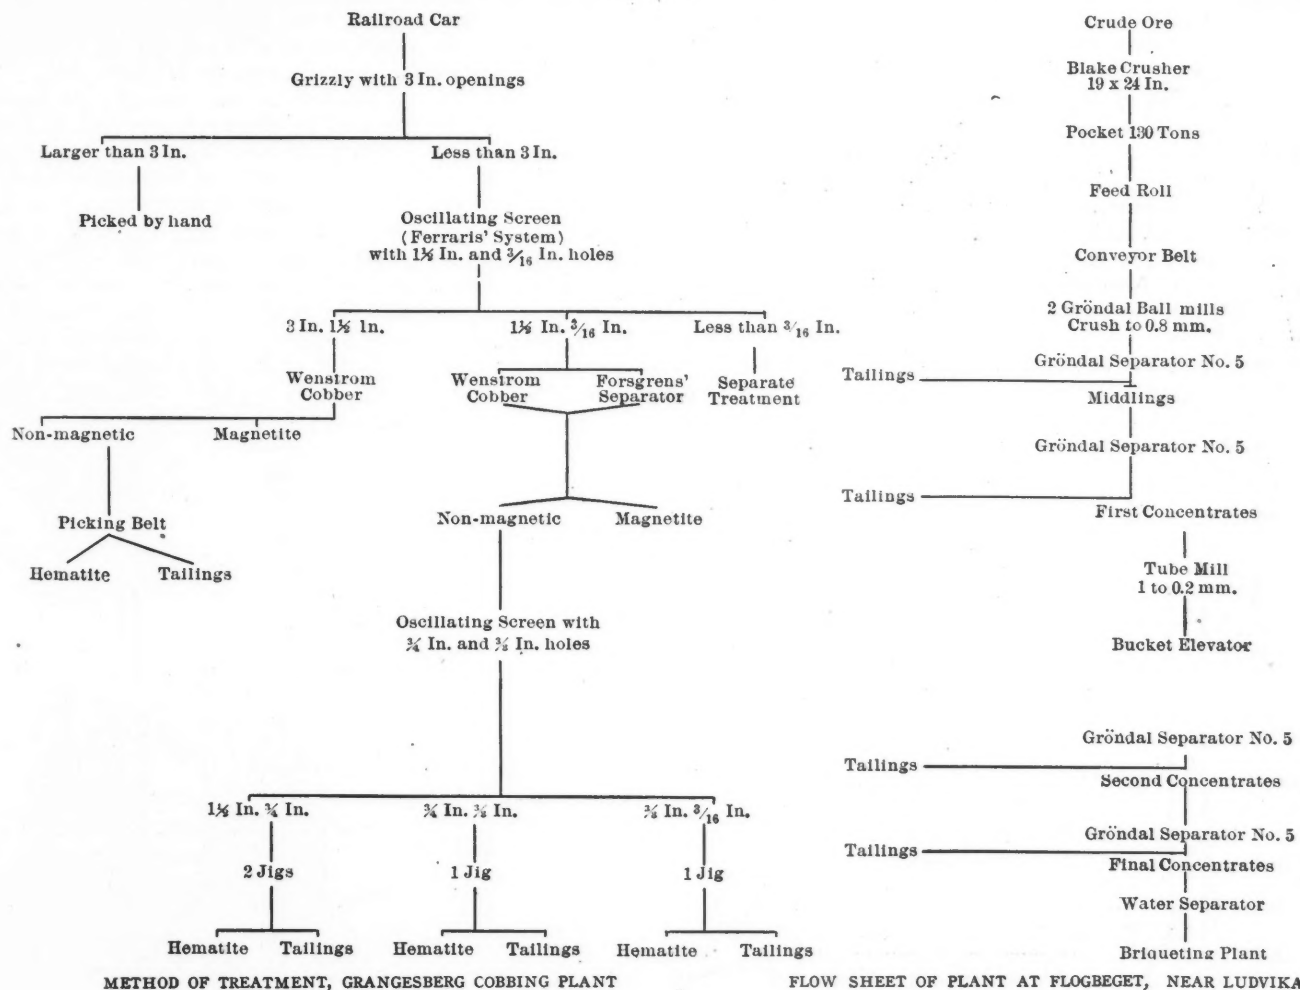 Railroad Car
Grizzly with 3 In. openings
Larger than 3 In.
Less than 3 In.
Picked by hand
Oscillating Screen
(Ferraris' System)
with 1½ In. and 3/16 In. holes
3 In. 1½ In.
1½ In. 3/16 In.
Less than 3/16 In.
Wenstrom
Cobber
Wenstrom
Cobber
Forsgrens'
Separator
Separate
Treatment
Non-magnetic
Magnetite
Picking Belt
Hematite
Tailings
Non-magnetic
Magnetite
Oscillating Screen with
¾ In. and ⅜ In. holes
1½ In. ¾ In.
¾ In. ⅜ In.
⅜ In. 3/16 In.
2 Jigs
1 Jig
1 Jig
Hematite
Tailings
Hematite
Tailings
Hematite
Tailings
METHOD OF TREATMENT, GRANGESBERG COBBING PLANT
Crude Ore
Blake Crusher
19 x 24 In.
Pocket 130 Tons
Feed Roll
Conveyor Belt
2 Gröndal Ball mills
Crush to 0.8 mm.
Gröndal Separator No. 5
Tailings
Middlings
Gröndal Separator No. 5
Tailings
First Concentrates
Tube Mill
1 to 0.2 mm.
Bucket Elevator
Gröndal Separator No. 5
Tailings
Second Concentrates
Gröndal Separator No. 5
Tailings
Final Concentrates
Water Separator
Briqueting Plant
FLOW SHEET OF PLANT AT FLOGBEGET, NEAR LUDVIKA